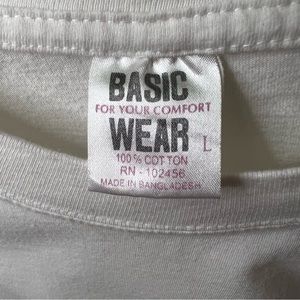 BASIC
FOR YOUR COMFORT
WEAR L
100% COTTON
RN - 102456
MADE IN BANGLADESH